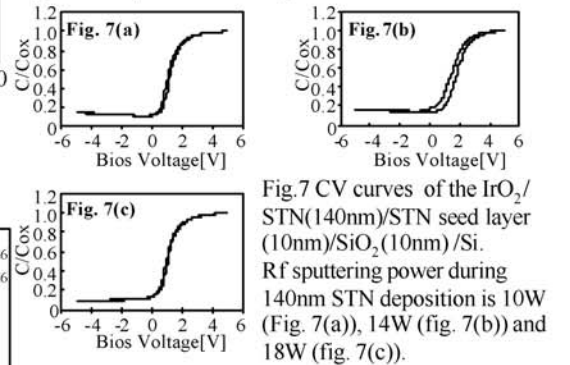 Fig. 7(a)
C/Cox
1.2
1.0
0.8
0.6
0.4
0.2
0
-6 -4 -2 0 2 4 6
Bios Voltage[V]
Fig. 7(b)
C/Cox
1.2
1.0
0.8
0.6
0.4
0.2
0
-6 -4 -2 0 2 4 6
Bios Voltage[V]
Fig. 7(c)
C/Cox
1.2
1.0
0.8
0.6
0.4
0.2
0
-6 -4 -2 0 2 4 6
Bios Voltage[V]
Fig.7 CV curves of the IrO₂/
STN(140nm)/STN seed layer
(10nm)/SiO₂(10nm) /Si.
Rf sputtering power during
140nm STN deposition is 10W
(Fig. 7(a)), 14W (fig. 7(b)) and
18W (fig. 7(c)).
0
6
6